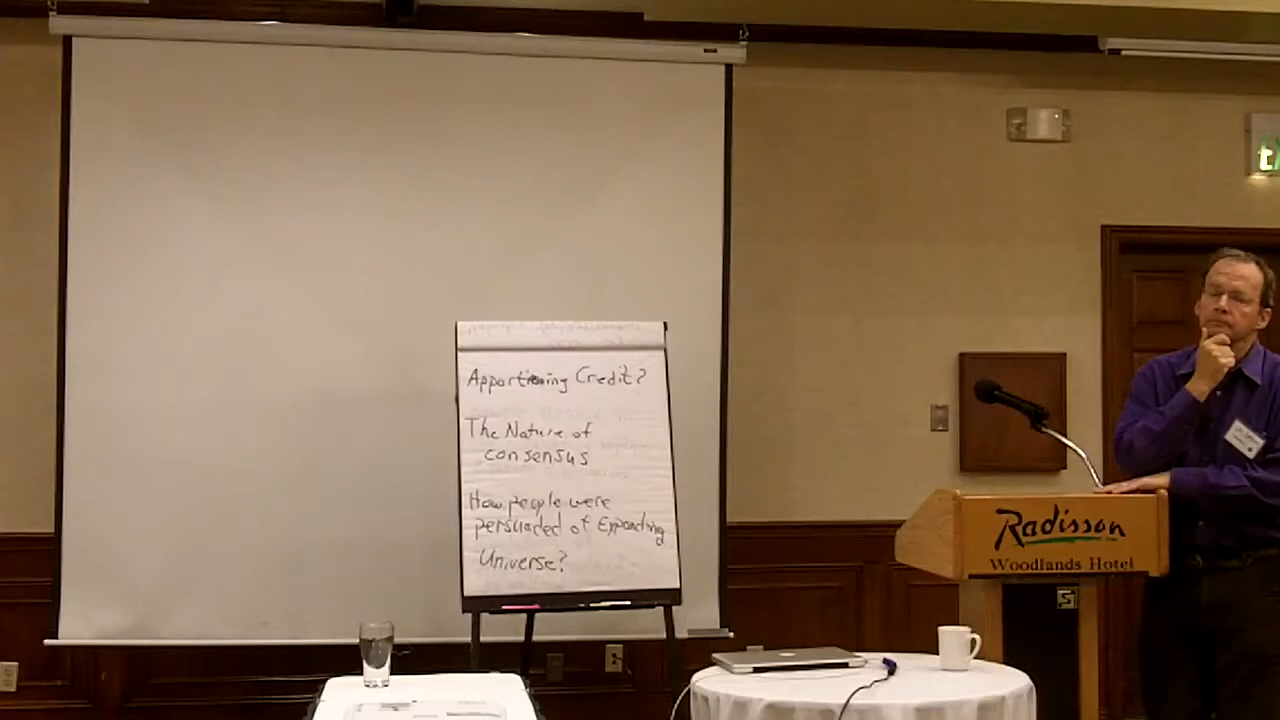 Apportioning Credit?
The Nature of
consensus
How people were
persuaded of Expanding
Universe?
Radisson
Woodlands Hotel